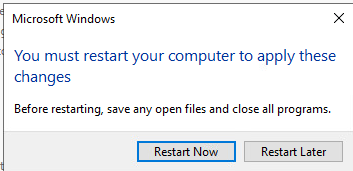 Microsoft Windows
You must restart your computer to apply these
changes
Before restarting, save any open files and close all programs.
Restart Now
Restart Later